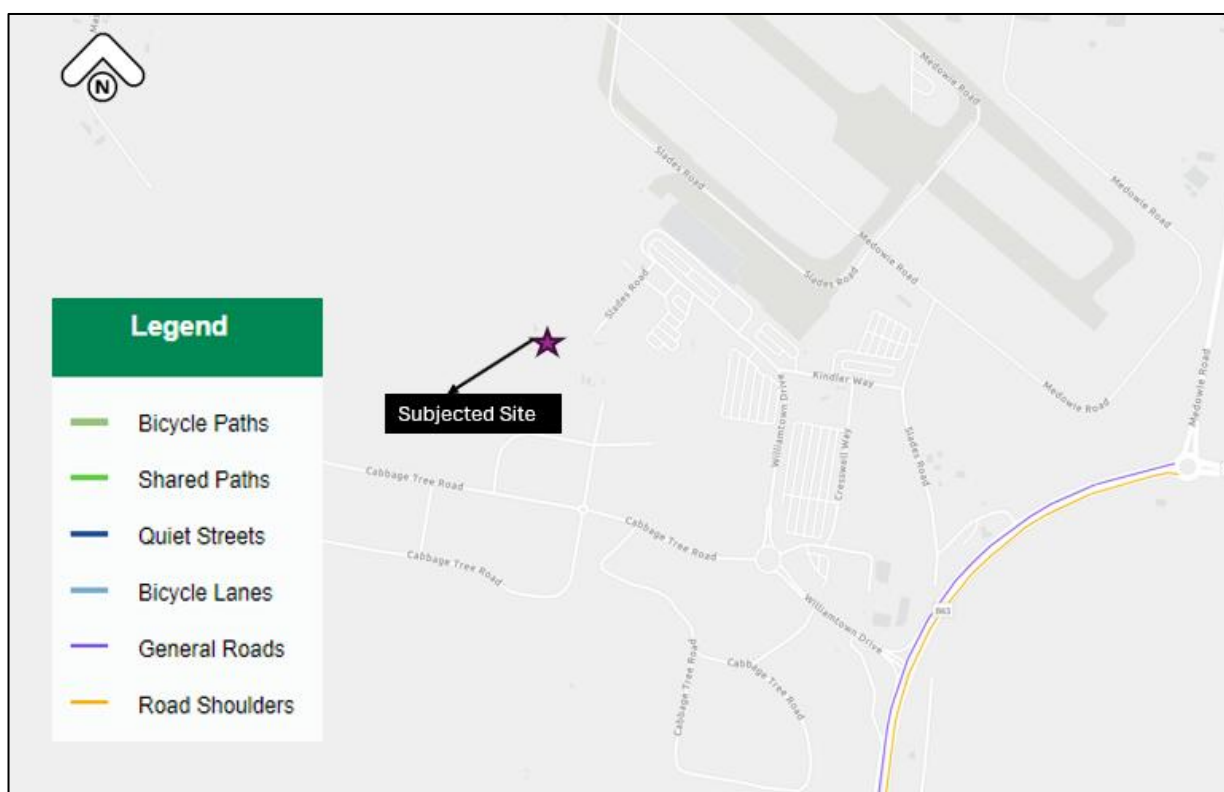 N
Medowie Road
Slades Road
Medowie Road
Medowie Road
Slades Road
Slades Road
Legend
Bicycle Paths
Shared Paths
Quiet Streets
Bicycle Lanes
General Roads
Road Shoulders
Subjected Site
Kindler Way
Medowie Road
Medowie Road
Williamtown Drive
Cresswell Way
Slades Road
Cabbage Tree Road
Cabbage Tree Road
Cabbage Tree Road
Williamtown Drive
B63
Cabbage Tree Road
Cabbage Tree Road